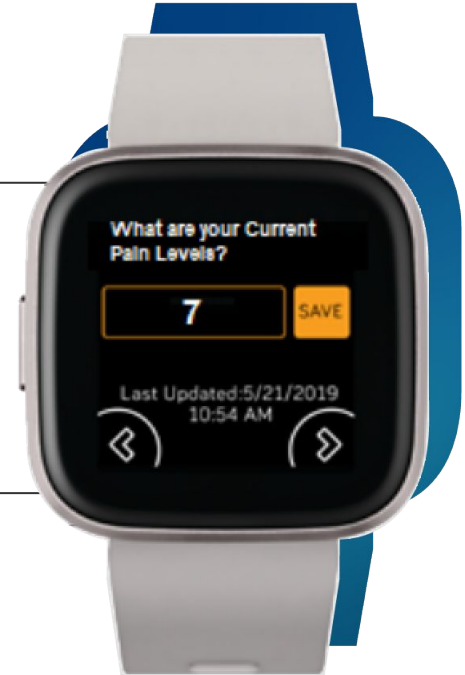 What are your Current
Pain Levels?
7
SAVE
Last Updated:5/21/2019
10:54 AM